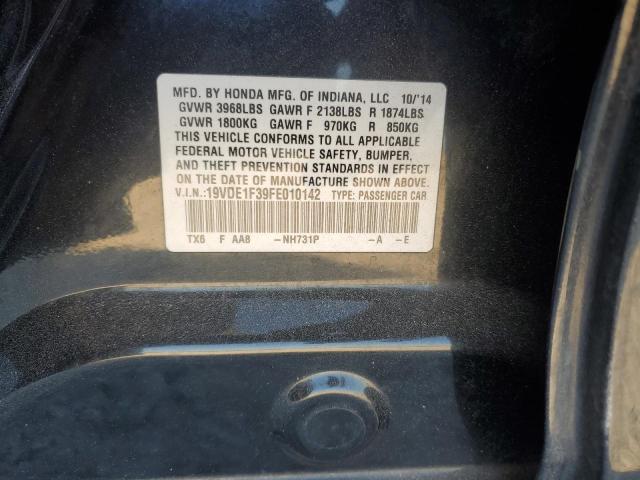 MFD. BY HONDA MFG. OF INDIANA, LLC 10/'14
GVWR 3968LBS GAWR F 2138LBS R 1874LBS
GVWR 1800KG GAWR F 970KG R 850KG
THIS VEHICLE CONFORMS TO ALL APPLICABLE
FEDERAL MOTOR VEHICLE SAFETY, BUMPER,
AND THEFT PREVENTION STANDARDS IN EFFECT
ON THE DATE OF MANUFACTURE SHOWN ABOVE.
V.I.N.:19VDE1F39FE010142 TYPE: PASSENGER CAR
TX6 F AA8 -NH731P -A -E